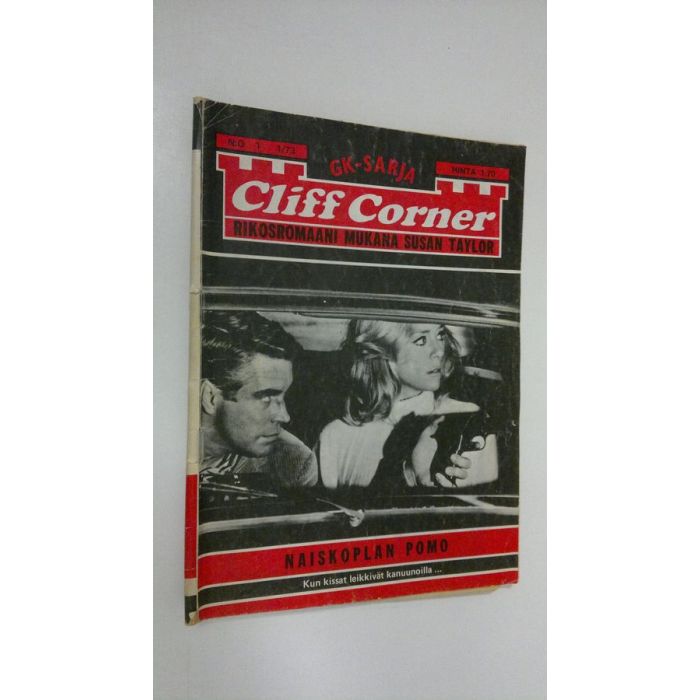 N:O 1 1/73
GK-SARJA
HINTA 1.70
Cliff Corner
RIKOSROMAANI MUKANA SUSAN TAYLOR
NAISKOPLAN POMO
Kun kissat leikkivät kanuunoilla ...